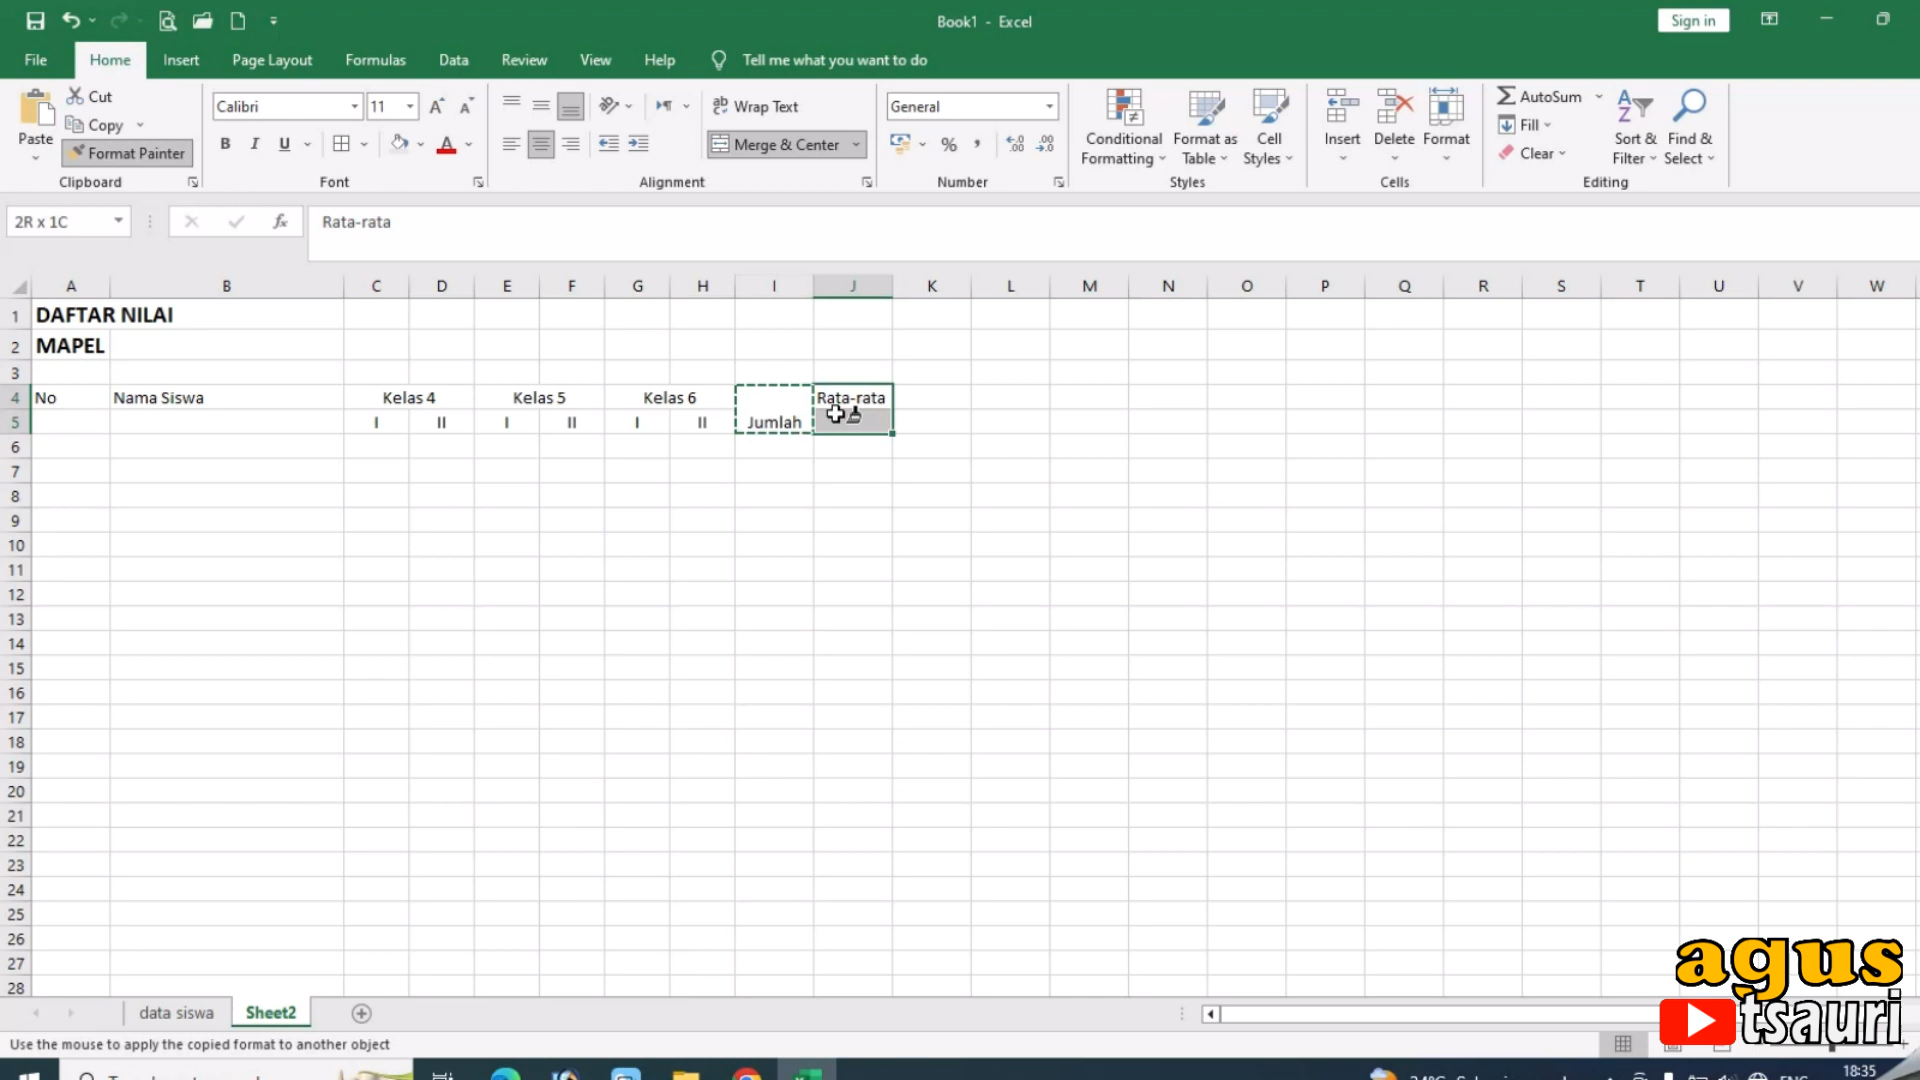 Book1 - Excel
Sign in
File Home Insert Page Layout Formulas Data Review View Help Tell me what you want to do
Paste
Cut
Copy
Format Painter
Clipboard
Calibri 11
B I U
Font
Wrap Text
Merge & Center
Alignment
General
Number
Conditional Formatting
Format as Table
Cell Styles
Styles
Insert Delete Format
Cells
AutoSum
Fill
Clear
Sort & Filter
Find & Select
Editing
2R x 1C fx Rata-rata
A B C D E F G H I J K L M N O P Q R S T U V W
1 DAFTAR NILAI
2 MAPEL
3
4 No Nama Siswa Kelas 4 Kelas 5 Kelas 6 Rata-rata
5 I II I II I II Jumlah
6
7
8
9
10
11
12
13
14
15
16
17
18
19
20
21
22
23
24
25
26
27
28
data siswa Sheet2
Use the mouse to apply the copied format to another object
agus
tsauri
18:35